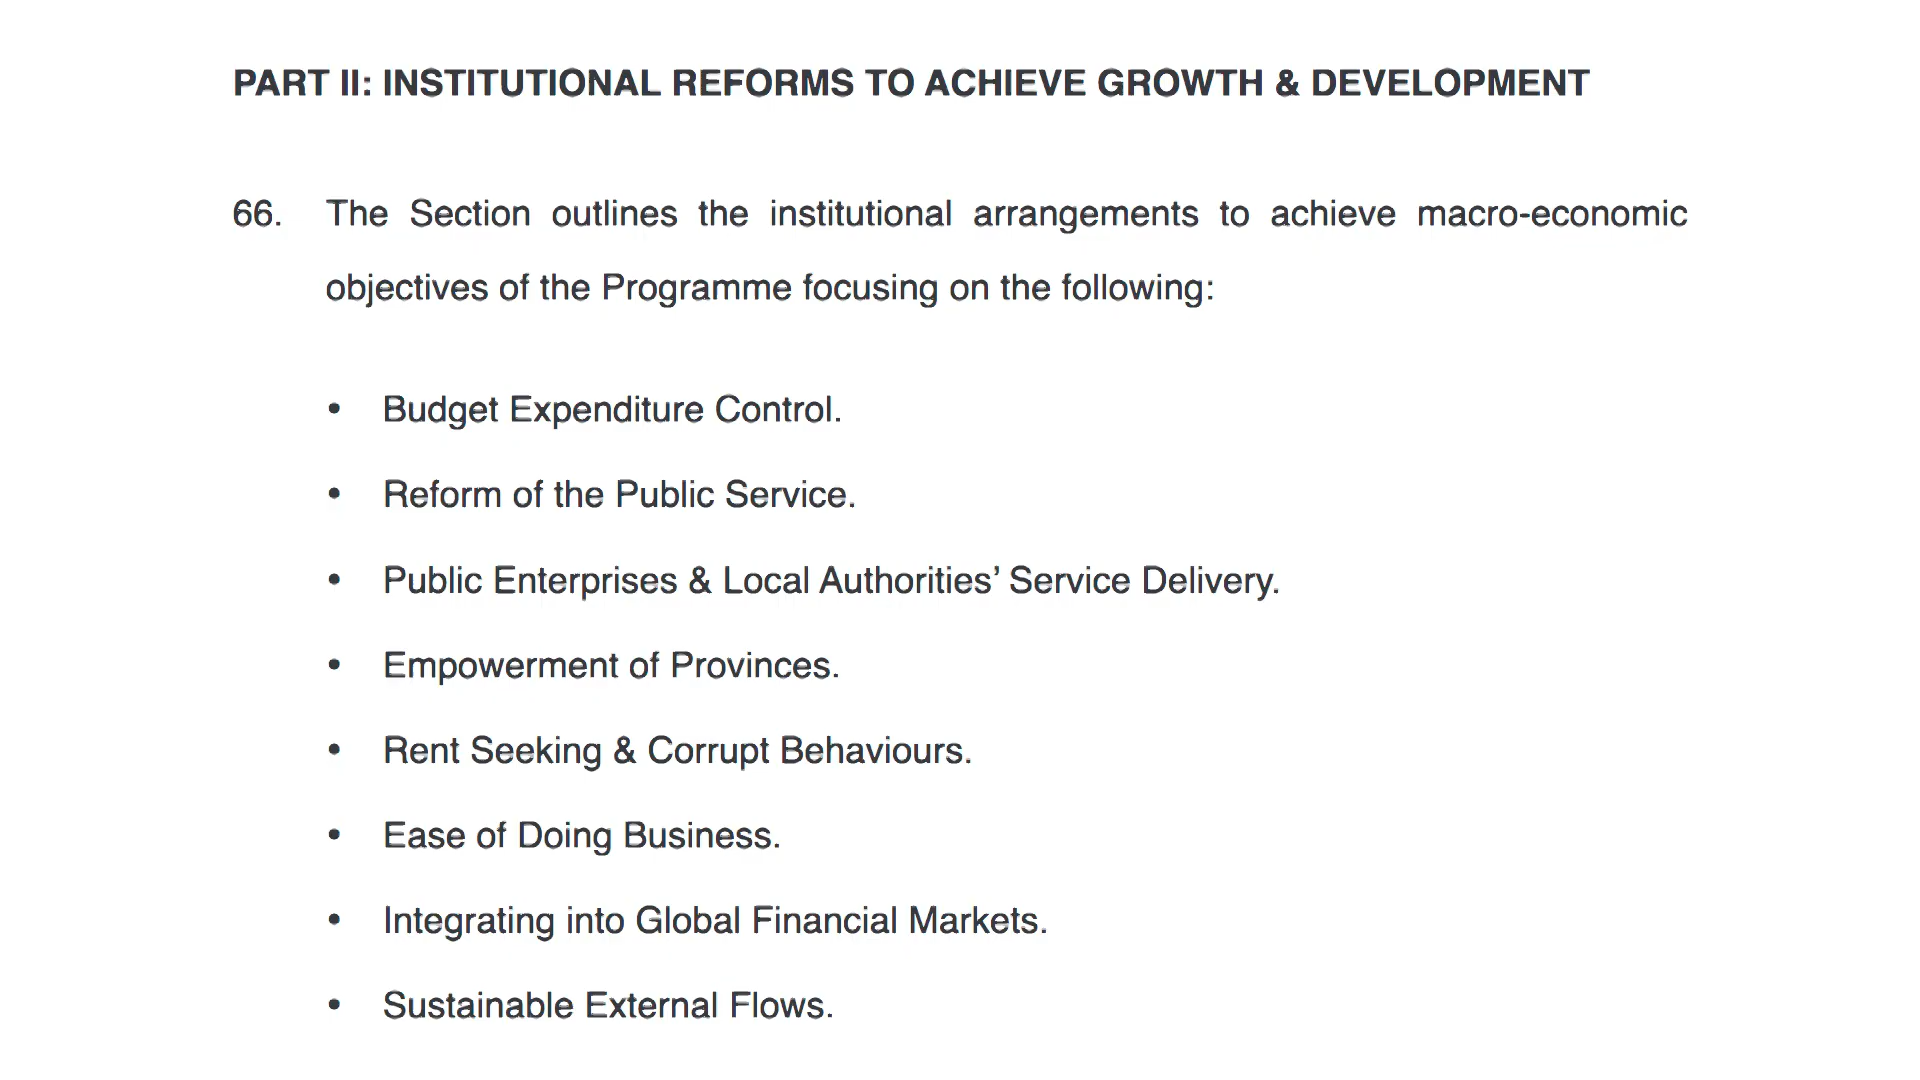 PART II: INSTITUTIONAL REFORMS TO ACHIEVE GROWTH & DEVELOPMENT
66. The Section outlines the institutional arrangements to achieve macro-economic
objectives of the Programme focusing on the following:
• Budget Expenditure Control.
• Reform of the Public Service.
• Public Enterprises & Local Authorities’ Service Delivery.
• Empowerment of Provinces.
• Rent Seeking & Corrupt Behaviours.
• Ease of Doing Business.
• Integrating into Global Financial Markets.
• Sustainable External Flows.